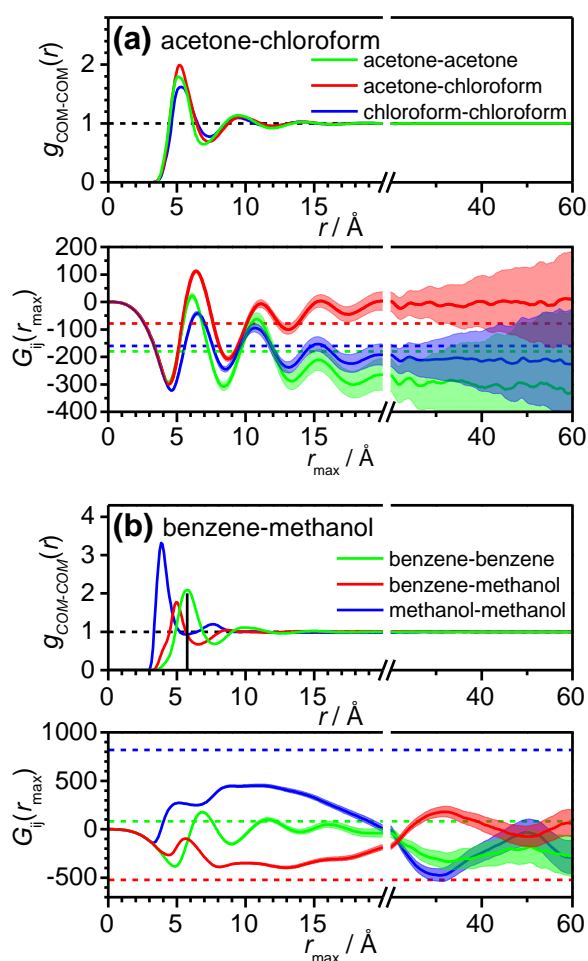 (a) acetone-chloroform
acetone-acetone
acetone-chloroform
chloroform-chloroform
g_COM-COM(r)
2
1
0
0 5 10 15 40 60
r / Å
G_ij(r_max)
200
100
0
-100
-200
-300
-400
0 5 10 15 40 60
r_max / Å
(b) benzene-methanol
benzene-benzene
benzene-methanol
methanol-methanol
g_COM-COM(r)
4
3
2
1
0
0 5 10 15 40 60
r / Å
G_ij(r_max)
1000
500
0
-500
0 5 10 15 40 60
r_max / Å